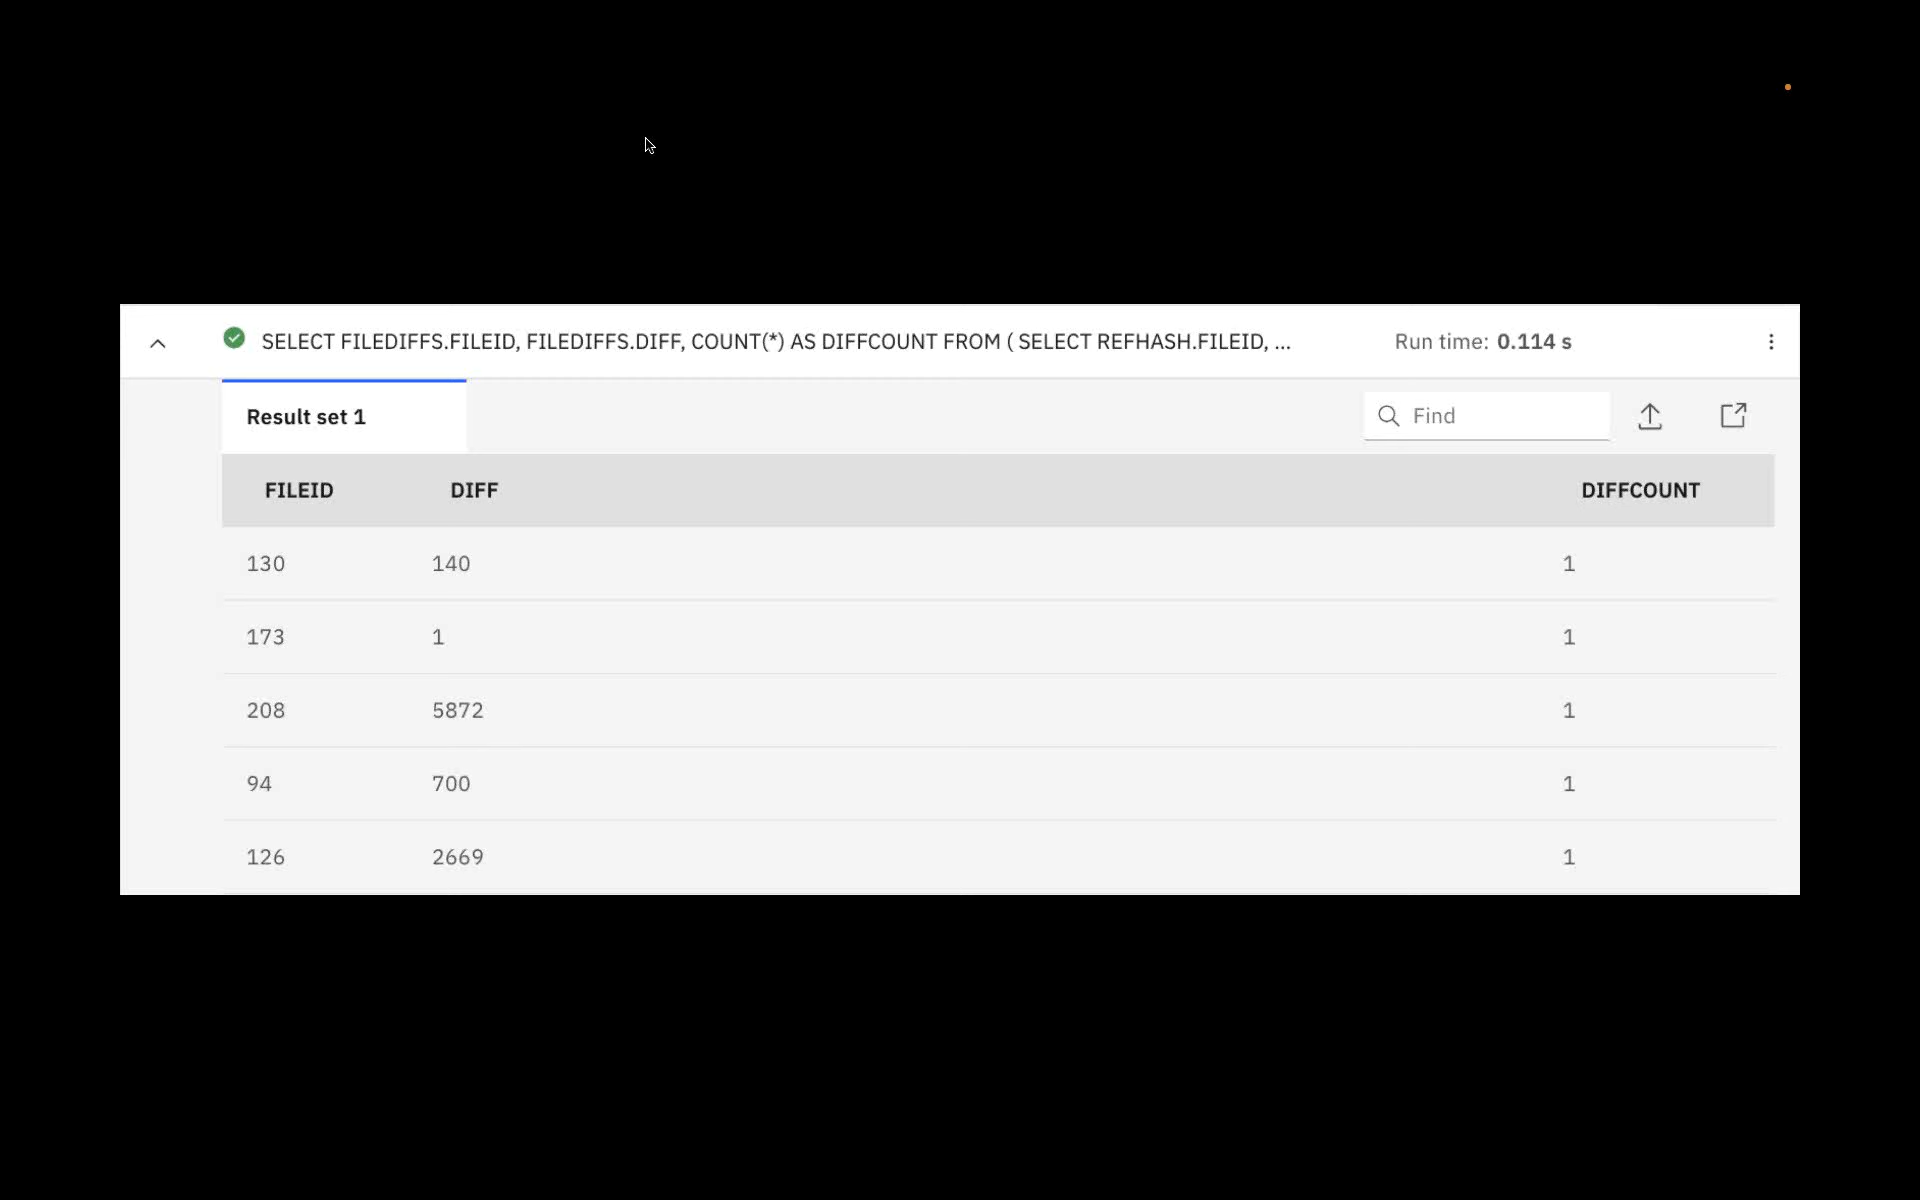 SELECT FILEDIFFS.FILEID, FILEDIFFS.DIFF, COUNT(*) AS DIFFCOUNT FROM ( SELECT REFHASH.FILEID, ... Run time: 0.114 s
Result set 1 Find
FILEID DIFF DIFFCOUNT
130 140 1
173 1 1
208 5872 1
94 700 1
126 2669 1